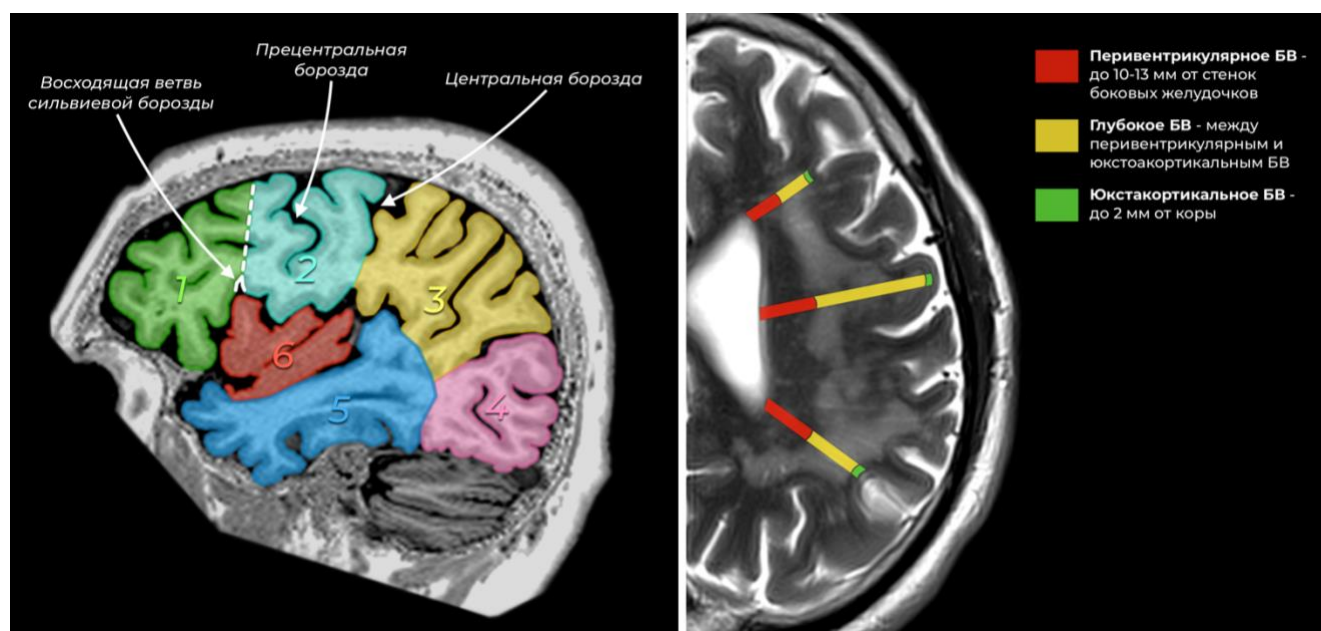 Восходящая ветвь
сильвиевой борозды
Прецентральная
борозда
Центральная борозда
1
2
3
4
5
6
Перивентрикулярное БВ -
до 10-13 мм от стенок
боковых желудочков
Глубокое БВ - между
перивентрикулярным и
юкстоакортикальным БВ
Юкстакортикальное БВ -
до 2 мм от коры